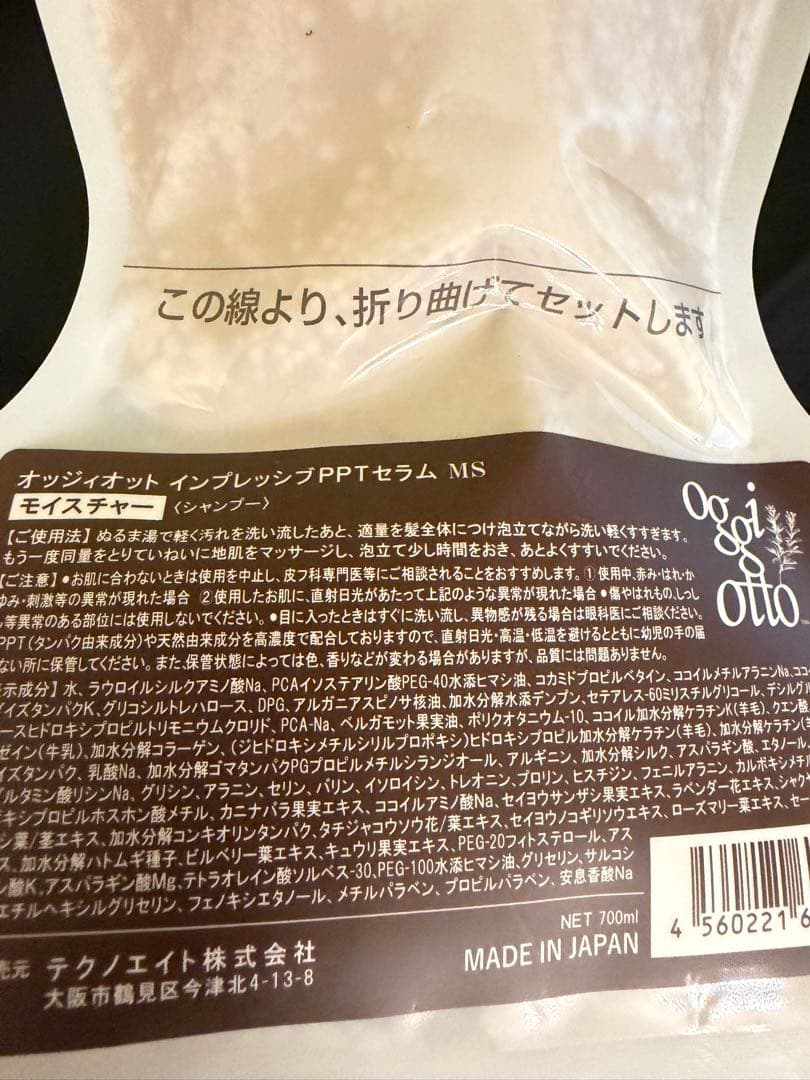 この線より、折り曲げてセットします
オッジィオット インプレッシブPPTセラム MS
モイスチャー 〈シャンプー〉
oggi
otto
【ご使用法】ぬるま湯で軽く汚れを洗い流したあと、適量を髪全体につけ泡立てながら洗い軽くすすぎます。
もう一度同量をとりていねいに地肌をマッサージし、泡立て少し時間をおき、あとよくすすいでください。
【ご注意】●お肌に合わないときは使用を中止し、皮フ科専門医等にご相談されることをおすすめします。①使用中、赤み・はれ・か
ゆみ・刺激等の異常が現れた場合 ②使用したお肌に、直射日光があたって上記のような異常が現れた場合 ●傷やはれもの、しっし
ん等異常のある部位には使用しないでください。●目に入ったときはすぐに洗い流し、異物感が残る場合は眼科医にご相談ください。
PPT(タンパク由来成分)や天然由来成分を高濃度で配合しておりますので、直射日光・高温・低温を避けるとともに幼児の手の届
ない所に保管してください。また、保管状態によっては色、香りなどが変わる場合がありますが、品質には問題ありません。
示成分】水、ラウロイルシルクアミノ酸Na、PCAイソステアリン酸PEG-40水添ヒマシ油、コカミドプロピルベタイン、ココイルメチルアラニンNa、ココ
イズタンパクK、グリコシルトレハロース、DPG、アルガニアスピノサ核油、加水分解水添デンプン、セテアレス-60ミリスチルグリコール、デシルグル
ースヒドロキシプロピルトリモニウムクロリド、PCA-Na、ベルガモット果実油、ポリクオタニウム-10、ココイル加水分解ケラチンK(羊毛)、クエン酸、
ゼイン(牛乳)、加水分解コラーゲン、(ジヒドロキシメチルシリルプロポキシ)ヒドロキシプロピル加水分解ケラチン(羊毛)、加水分解ケラチン(羊
イズタンパク、乳酸Na、加水分解ゴマタンパクPGプロピルメチルシランジオール、アルギニン、加水分解シルク、アスパラギン酸、エタノール、
グルタミン酸リシンNa、グリシン、アラニン、セリン、バリン、イソロイシン、トレオニン、プロリン、ヒスチジン、フェニルアラニン、カルボキシメチル
キシプロピルホスホン酸メチル、カニナバラ果実エキス、ココイルアミノ酸Na、セイヨウサンザシ果実エキス、ラベンダー花エキス、シャク
シ葉/茎エキス、加水分解コンキオリンタンパク、タチジャコウソウ花/葉エキス、セイヨウノコギリソウエキス、ローズマリー葉エキス、セー
ス、加水分解ハトムギ種子、ビルベリー葉エキス、キュウリ果実エキス、PEG-20フィトステロール、アス
ン酸K、アスパラギン酸Mg、テトラオレイン酸ソルベス-30、PEG-100水添ヒマシ油、グリセリン、サルコシ
エチルヘキシルグリセリン、フェノキシエタノール、メチルパラベン、プロピルパラベン、安息香酸Na
NET 700ml
売元 テクノエイト株式会社
大阪市鶴見区今津北4-13-8
MADE IN JAPAN
4 560221 6